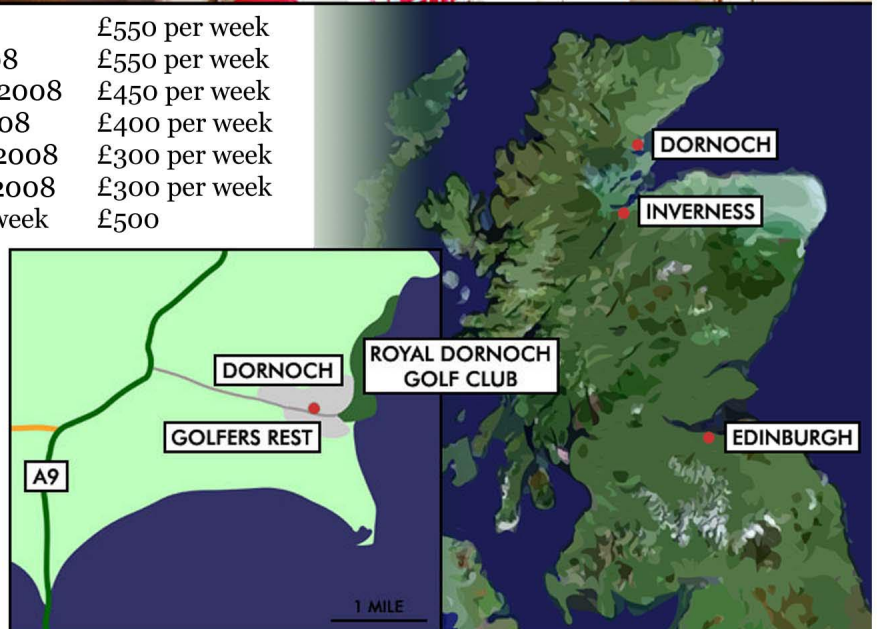 £550 per week
08 £550 per week
2008 £450 per week
08 £400 per week
2008 £300 per week
2008 £300 per week
week £500
DORNOCH
INVERNESS
EDINBURGH
DORNOCH
ROYAL DORNOCH
GOLF CLUB
GOLFERS REST
A9
1 MILE